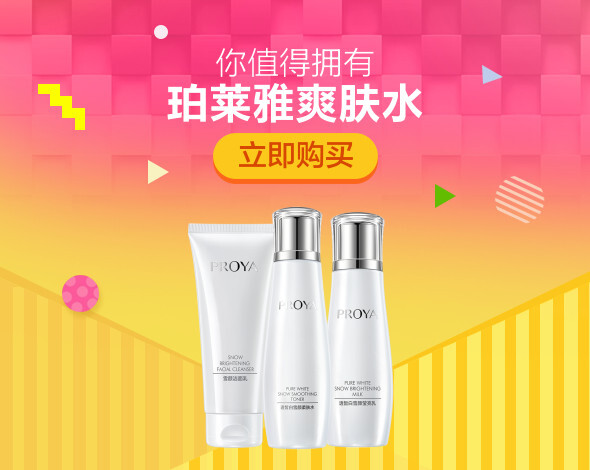 你值得拥有
珀莱雅爽肤水
立即购买
PROYA
SNOW
BRIGHTENING
FACIAL CLEANSER
PROYA
PURE WHITE
SNOW SMOOTHING
TONER
PROYA
PURE WHITE
SNOW BRIGHTENING
MILK